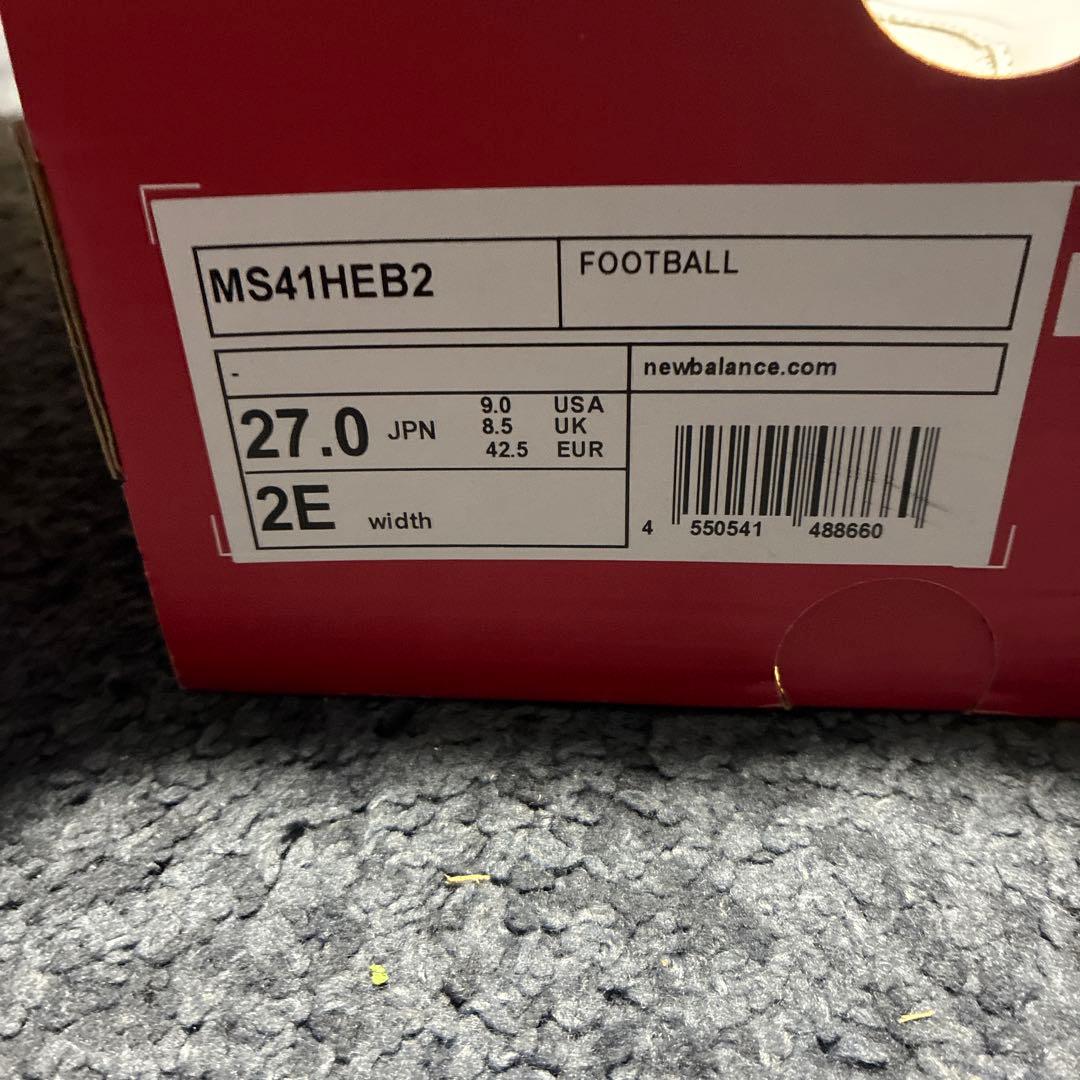 MS41HEB2
FOOTBALL
-
newbalance.com
27.0 JPN
9.0 USA
8.5 UK
42.5 EUR
2E width
4 550541 488660